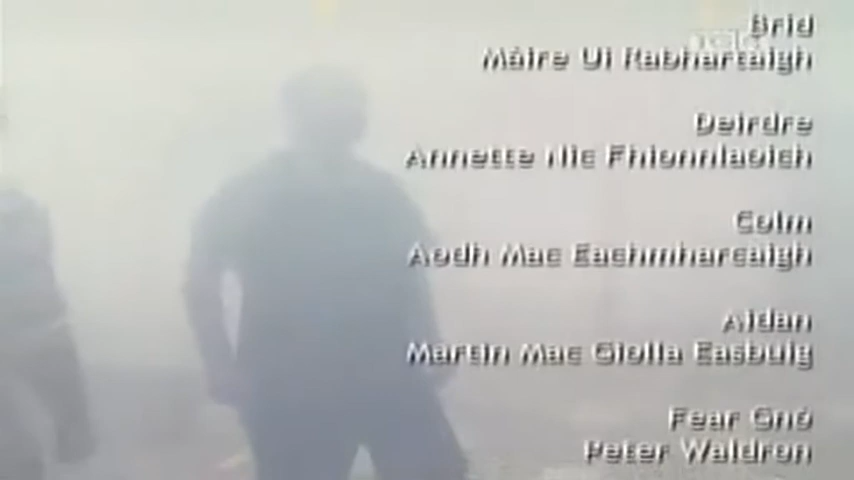 Bríd
Máire Uí Rabhartaigh
Deirdre
Annette Nic Fhionnlaoich
Colm
Aodh Mac Eachmharcaigh
Aidan
Martin Mac Giolla Easbuig
Fear Gnó
Peter Waldron